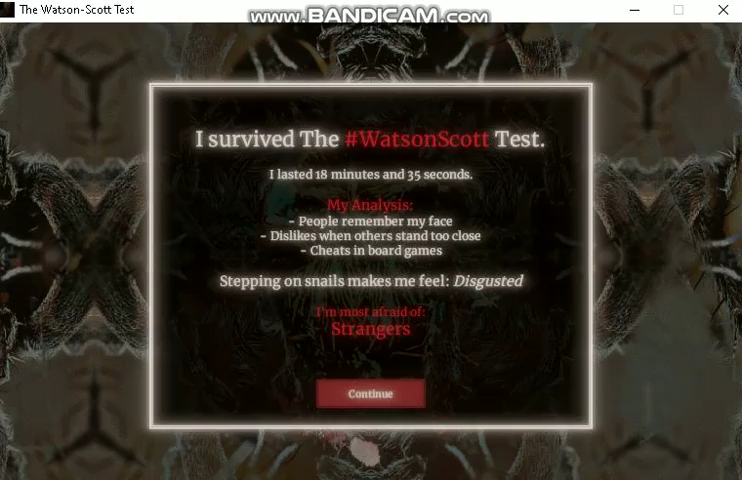 The Watson-Scott Test
www.BANDICAM.com
I survived The #WatsonScott Test.
I lasted 18 minutes and 35 seconds.
My Analysis:
- People remember my face
- Dislikes when others stand too close
- Cheats in board games
Stepping on snails makes me feel: Disgusted
I'm most afraid of:
Strangers
Continue